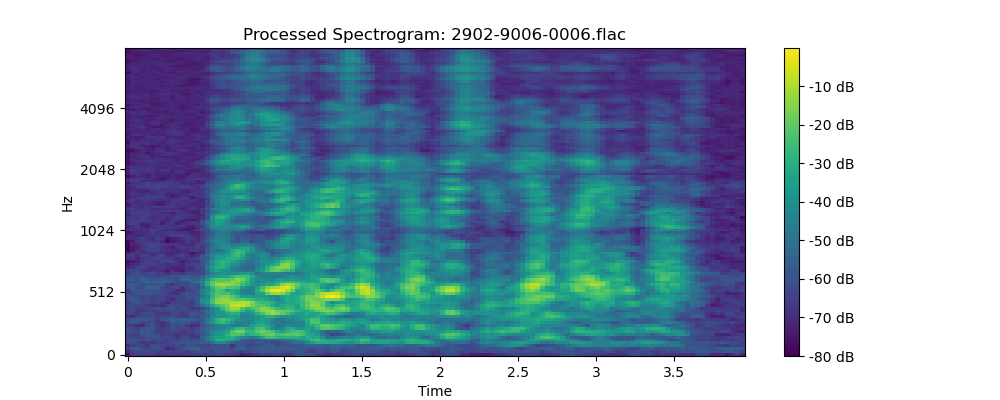 Processed Spectrogram: 2902-9006-0006.flac
Hz
4096
2048
1024
512
0
0 0.5 1 1.5 2 2.5 3 3.5
Time
-10 dB
-20 dB
-30 dB
-40 dB
-50 dB
-60 dB
-70 dB
-80 dB